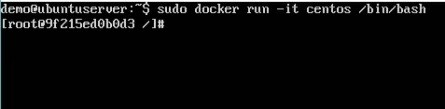 demo@ubuntuserver:~$ sudo docker run -it centos /bin/bash
[root@9f215ed0b0d3 /]#